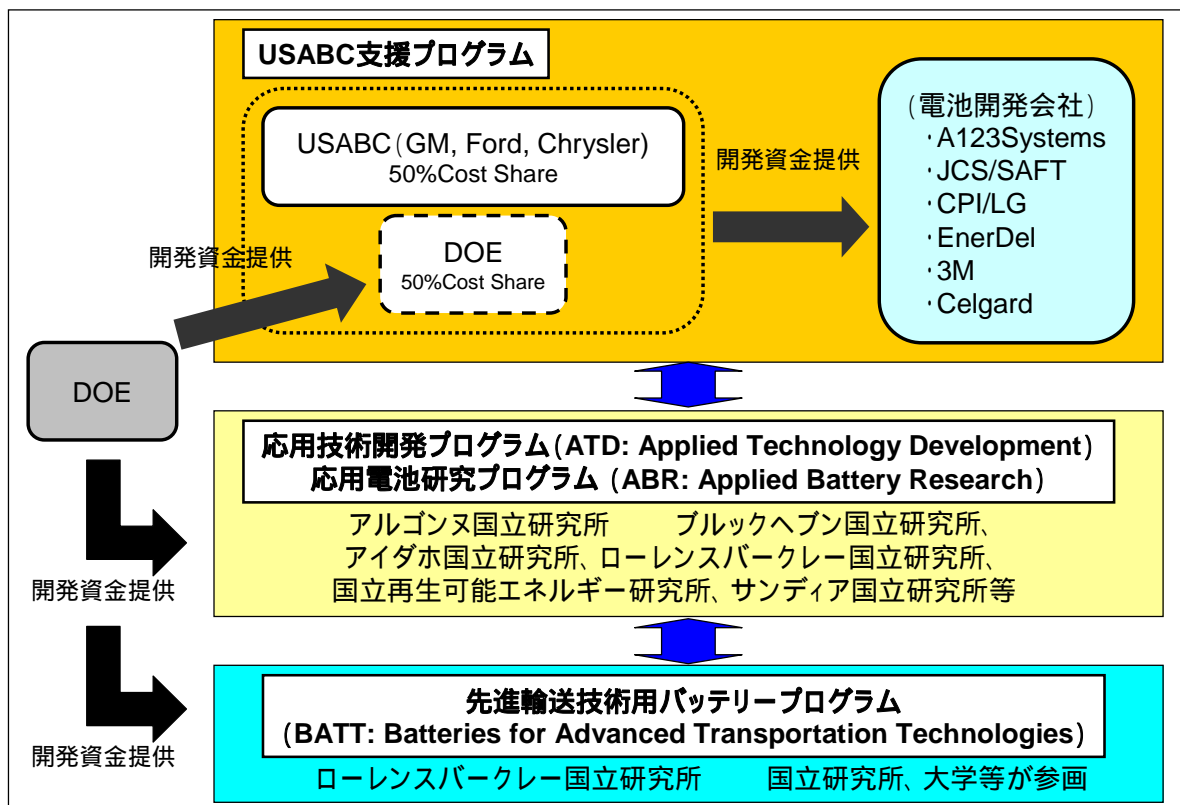 USABC支援プログラム
USABC(GM, Ford, Chrysler)
50%Cost Share
DOE
50%Cost Share
開発資金提供
開発資金提供
(電池開発会社)
・A123Systems
・JCS/SAFT
・CPI/LG
・EnerDel
・3M
・Celgard
DOE
応用技術開発プログラム(ATD: Applied Technology Development)
応用電池研究プログラム (ABR: Applied Battery Research)
アルゴンヌ国立研究所　ブルックヘブン国立研究所、
アイダホ国立研究所、ローレンスバークレー国立研究所、
国立再生可能エネルギー研究所、サンディア国立研究所等
開発資金提供
先進輸送技術用バッテリープログラム
(BATT: Batteries for Advanced Transportation Technologies)
ローレンスバークレー国立研究所　国立研究所、大学等が参画
開発資金提供